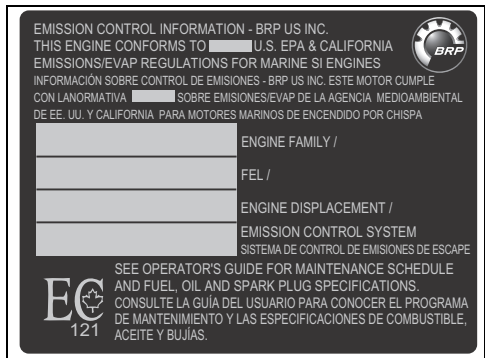 EMISSION CONTROL INFORMATION - BRP US INC.
THIS ENGINE CONFORMS TO U.S. EPA & CALIFORNIA
EMISSIONS/EVAP REGULATIONS FOR MARINE SI ENGINES
BRP
INFORMACIÓN SOBRE CONTROL DE EMISIONES - BRP US INC. ESTE MOTOR CUMPLE
CON LANORMATIVA SOBRE EMISIONES/EVAP DE LA AGENCIA MEDIOAMBIENTAL
DE EE. UU. Y CALIFORNIA PARA MOTORES MARINOS DE ENCENDIDO POR CHISPA
ENGINE FAMILY /
FEL /
ENGINE DISPLACEMENT /
EMISSION CONTROL SYSTEM
SISTEMA DE CONTROL DE EMISIONES DE ESCAPE
EC
121
SEE OPERATOR'S GUIDE FOR MAINTENANCE SCHEDULE
AND FUEL, OIL AND SPARK PLUG SPECIFICATIONS.
CONSULTE LA GUÍA DEL USUARIO PARA CONOCER EL PROGRAMA
DE MANTENIMIENTO Y LAS ESPECIFICACIONES DE COMBUSTIBLE,
ACEITE Y BUJÍAS.